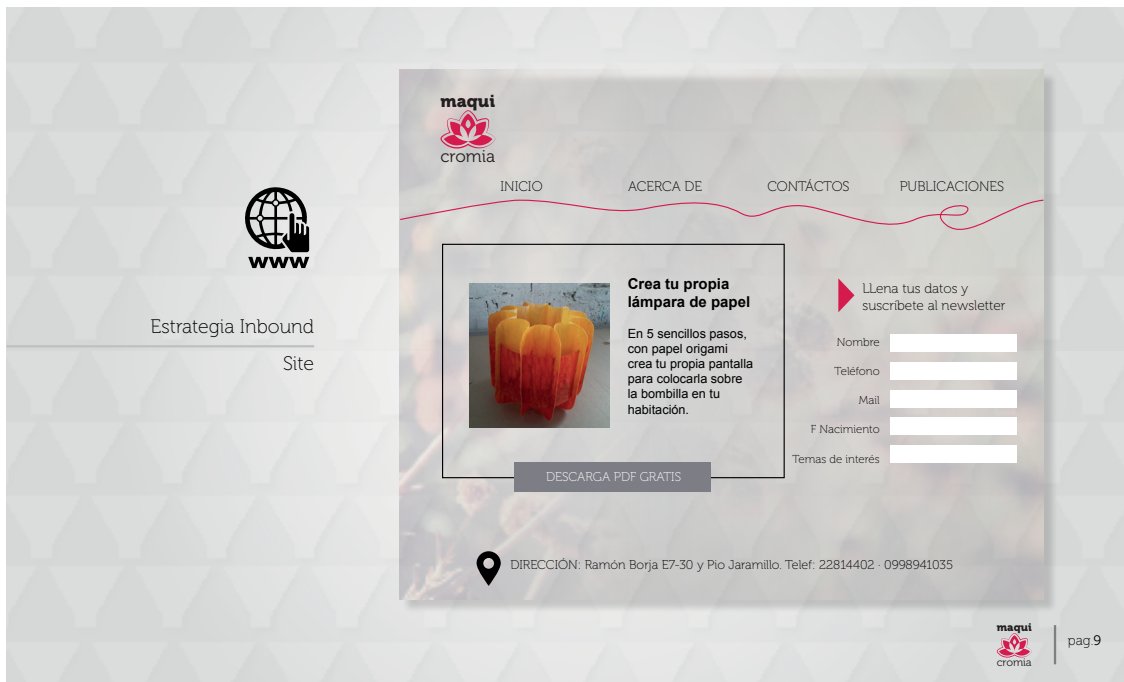 www
Estrategia Inbound
Site
maqui
cromia
INICIO
ACERCA DE
CONTÁCTOS
PUBLICACIONES
Crea tu propia
lámpara de papel
En 5 sencillos pasos,
con papel origami
crea tu propia pantalla
para colocarla sobre
la bombilla en tu
habitación.
DESCARGA PDF GRATIS
LLena tus datos y
suscríbete al newsletter
Nombre
Teléfono
Mail
F Nacimiento
Temas de interés
DIRECCIÓN: Ramón Borja E7-30 y Pio Jaramillo. Telef: 22814402 · 0998941035
maqui
cromia
pag.9